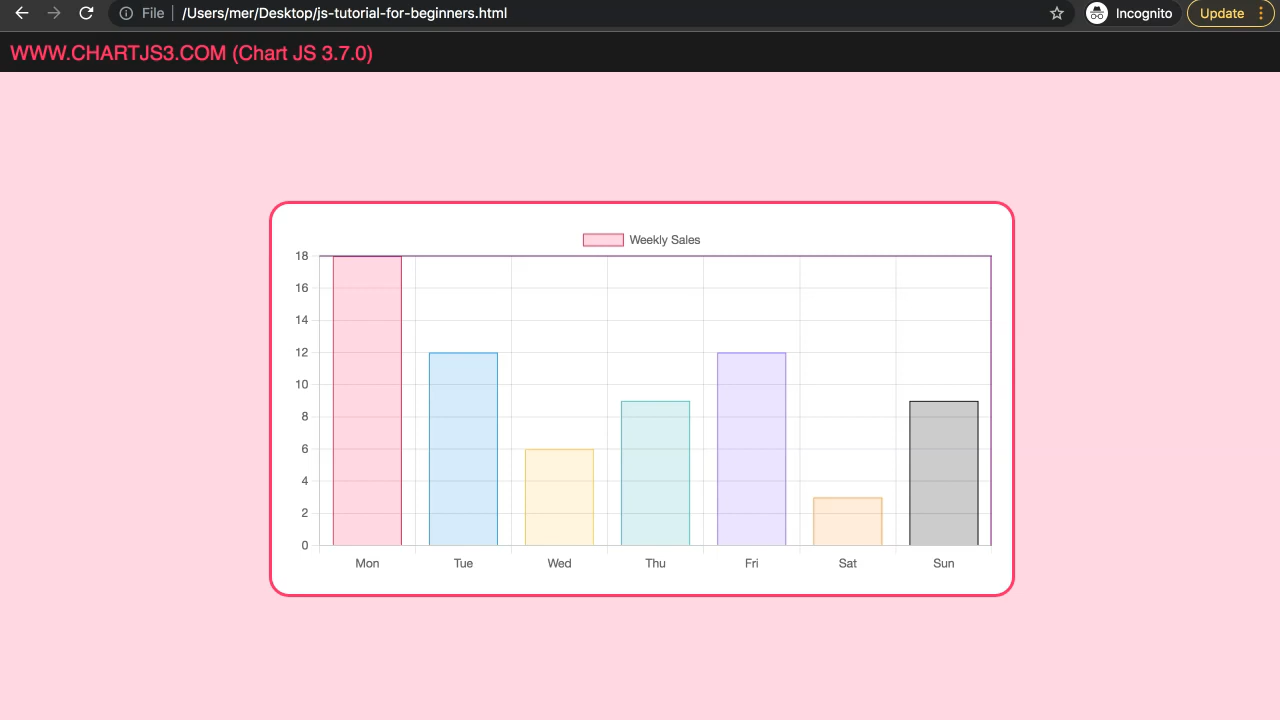 File /Users/mer/Desktop/js-tutorial-for-beginners.html Incognito Update
WWW.CHARTJS3.COM (Chart JS 3.7.0)
Weekly Sales
18
16
14
12
10
8
6
4
2
0
Mon Tue Wed Thu Fri Sat Sun